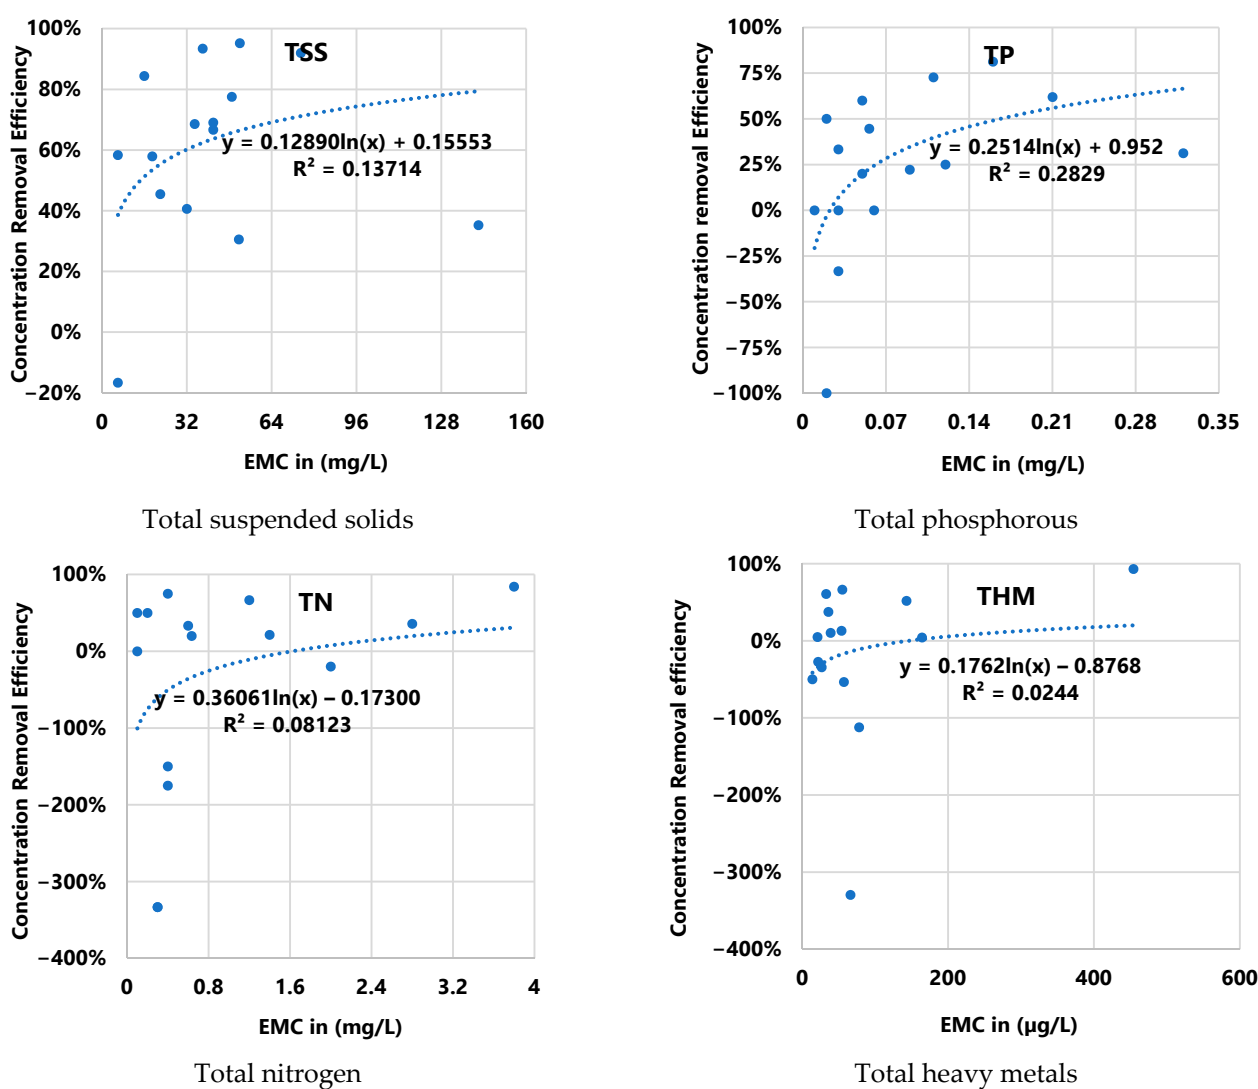 TSS
Concentration Removal Efficiency
100%
80%
60%
40%
20%
0%
−20%
y = 0.12890ln(x) + 0.15553
R² = 0.13714
0 32 64 96 128 160
EMC in (mg/L)
Total suspended solids
TP
Concentration removal Efficiency
100%
75%
50%
25%
0%
−25%
−50%
−75%
−100%
y = 0.2514ln(x) + 0.952
R² = 0.2829
0 0.07 0.14 0.21 0.28 0.35
EMC in (mg/L)
Total phosphorous
TN
Concentration Removal Efficiency
100%
0%
−100%
−200%
−300%
−400%
y = 0.36061ln(x) – 0.17300
R² = 0.08123
0 0.8 1.6 2.4 3.2 4
EMC in (mg/L)
Total nitrogen
THM
Concentration Removal efficiency
100%
0%
−100%
−200%
−300%
−400%
y = 0.1762ln(x) – 0.8768
R² = 0.0244
0 200 400 600
EMC in (μg/L)
Total heavy metals